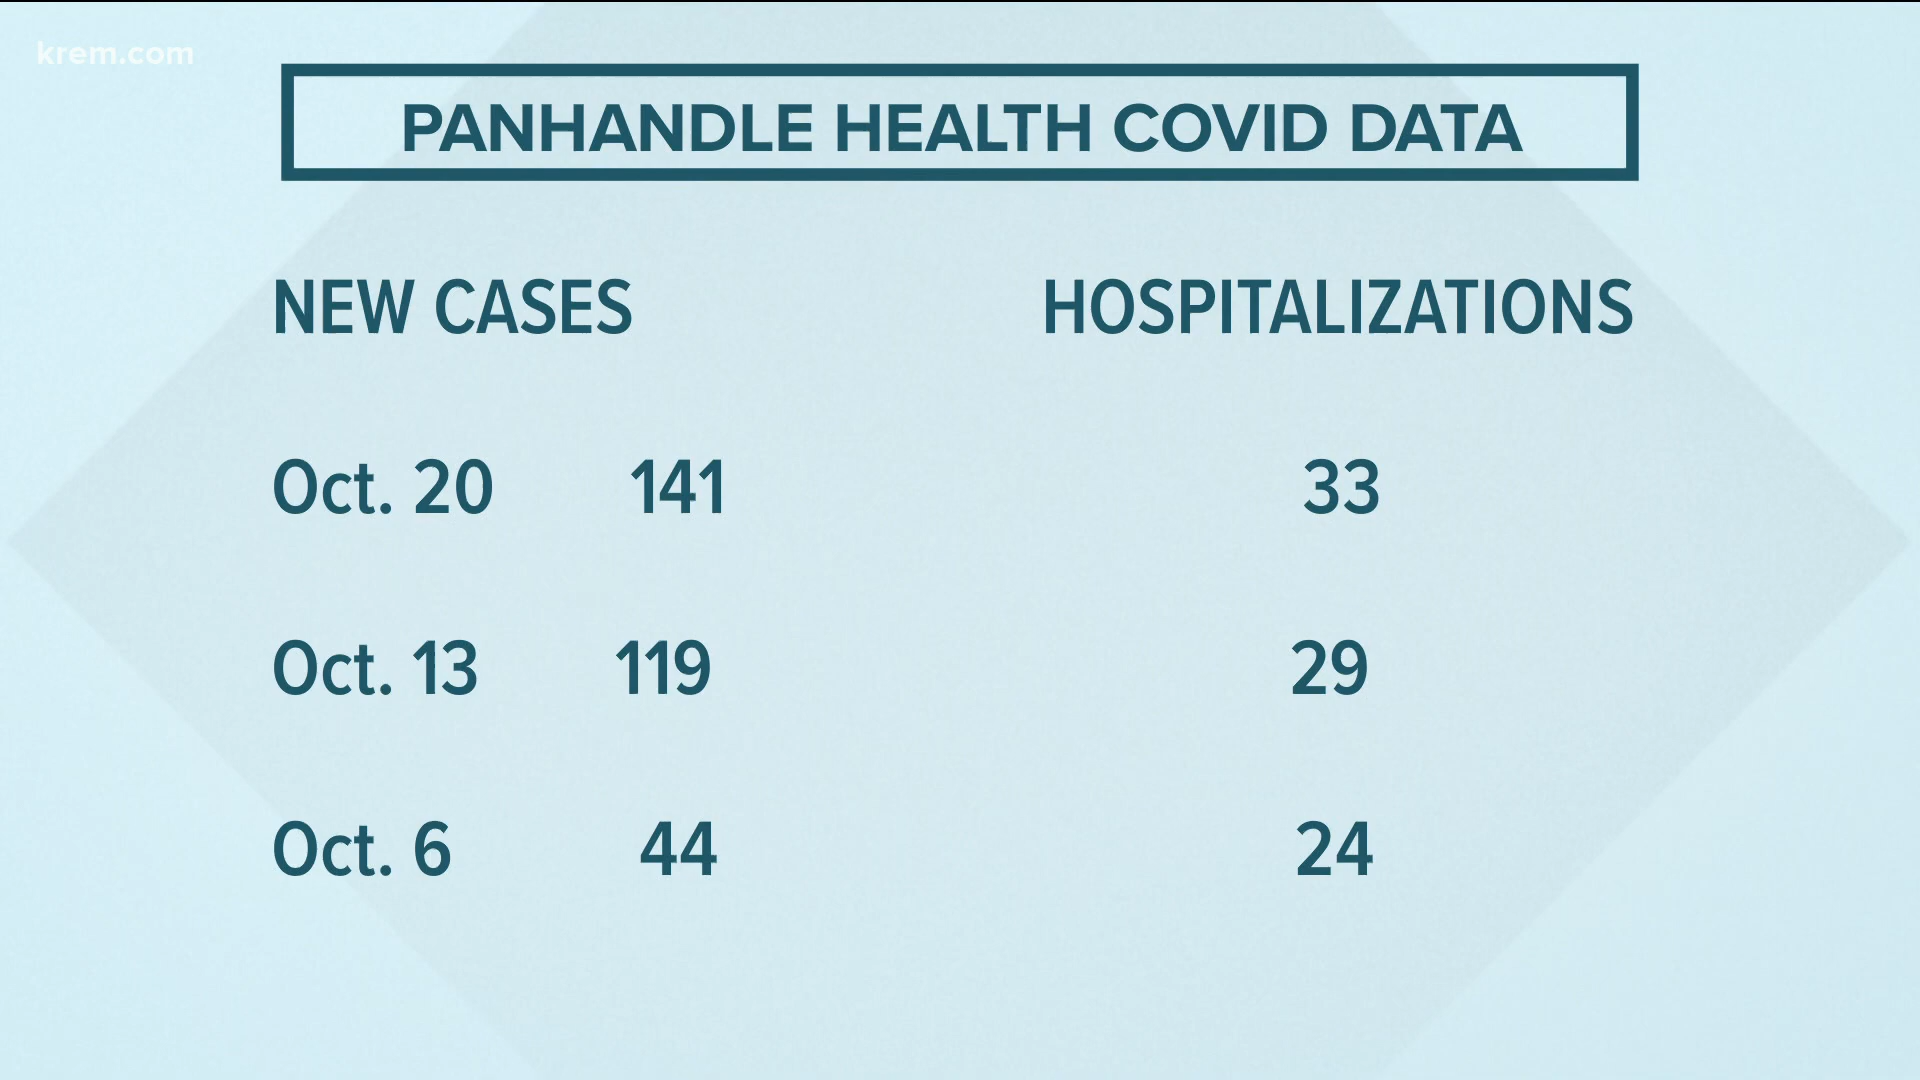 krem.com
PANHANDLE HEALTH COVID DATA
NEW CASES HOSPITALIZATIONS
Oct. 20 141 33
Oct. 13 119 29
Oct. 6 44 24